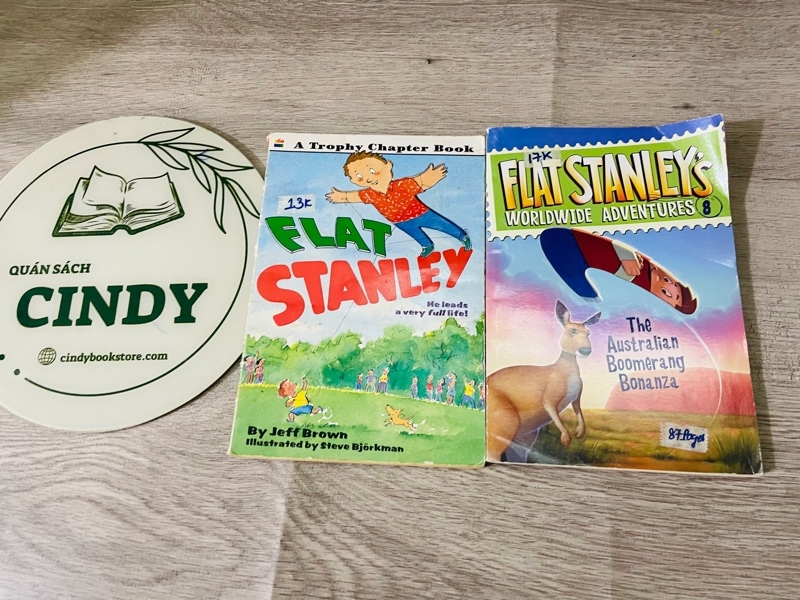 QUÁN SÁCH
CINDY
cindybookstore.com
A Trophy Chapter Book
13K
FLAT
STANLEY
He leads
a very full life!
By Jeff Brown
Illustrated by Steve Björkman
17K
FLAT STANLEY'S
WORLDWIDE ADVENTURES 8
The
Australian
Boomerang
Bonanza
87 Pages